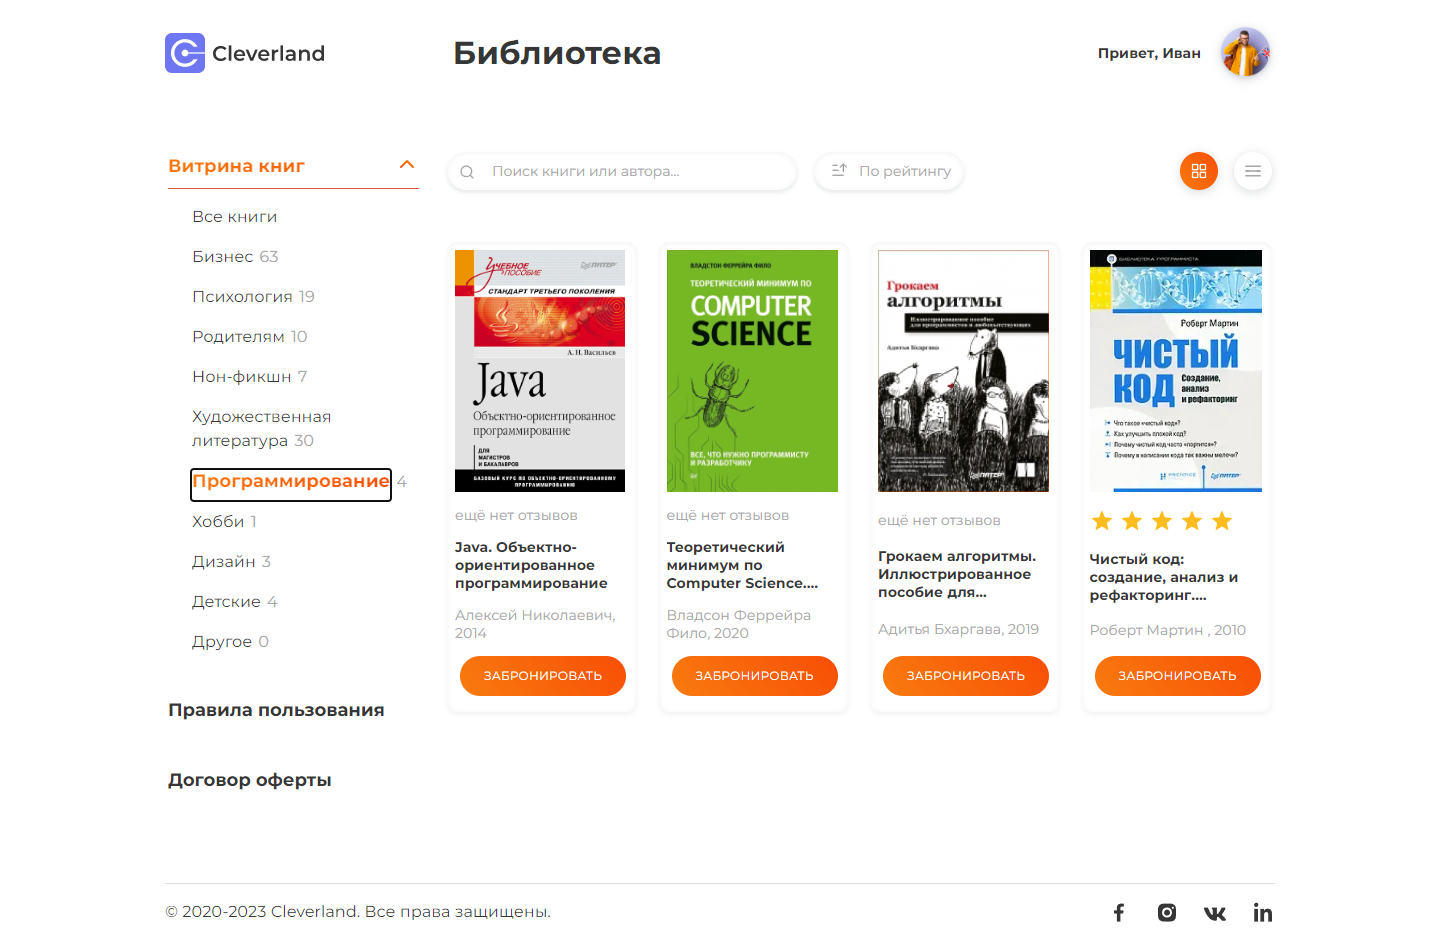 Cleverland
Библиотека
Привет, Иван
Витрина книг
Поиск книги или автора...
По рейтингу
Все книги
Бизнес 63
Психология 19
Родителям 10
Нон-фикшн 7
Художественная
литература 30
Программирование 4
Хобби 1
Дизайн 3
Детские 4
Другое 0
Правила пользования
Договор оферты
УЧЕБНОЕ
ПОСОБИЕ
ПИТЕР
СТАНДАРТ ТРЕТЬЕГО ПОКОЛЕНИЯ
А. Н. Васильев
Java
Объектно-ориентированное
программирование
ДЛЯ
МАГИСТРОВ
И БАКАЛАВРОВ
БАЗОВЫЙ КУРС ПО ОБЪЕКТНО-ОРИЕНТИРОВАННОМУ
ПРОГРАММИРОВАНИЮ
ещё нет отзывов
Java. Объектно-
ориентированное
программирование
Алексей Николаевич,
2014
ЗАБРОНИРОВАТЬ
ВЛАДСТОН ФЕРРЕЙРА ФИЛО
ТЕОРЕТИЧЕСКИЙ МИНИМУМ ПО
COMPUTER
SCIENCE
ВСЕ, ЧТО НУЖНО ПРОГРАММИСТУ
И РАЗРАБОТЧИКУ
ещё нет отзывов
Теоретический
минимум по
Computer Science....
Владсон Феррейра
Фило, 2020
ЗАБРОНИРОВАТЬ
Грокаем
алгоритмы
Иллюстрированное пособие
для программистов и любопытствующих
Адитья Бхаргава
ПИТЕР
ещё нет отзывов
Грокаем алгоритмы.
Иллюстрированное
пособие для...
Адитья Бхаргава, 2019
ЗАБРОНИРОВАТЬ
БИБЛИОТЕКА ПРОГРАММИСТА
Роберт Мартин
ЧИСТЫЙ
КОД
Создание,
анализ
и рефакторинг
Что такое «чистый код»?
Как улучшить плохой код?
Почему чистый код часто «портится»?
Почему в написании кода так важны мелочи?
PRENTICE
ПИТЕР
Чистый код:
создание, анализ и
рефакторинг....
Роберт Мартин , 2010
ЗАБРОНИРОВАТЬ
© 2020-2023 Cleverland. Все права защищены.